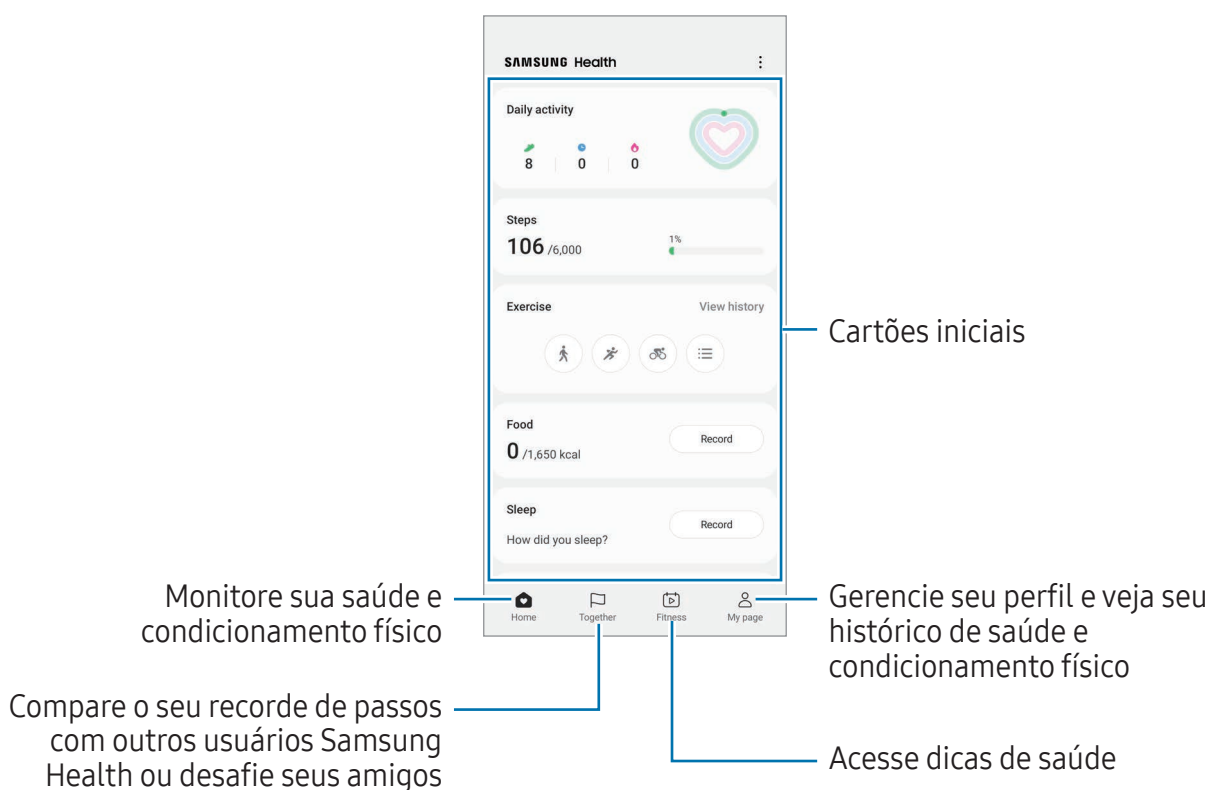 SAMSUNG Health
Daily activity
8 0 0
Steps
106 /6,000
1%
Exercise View history
Food
0 /1,650 kcal
Record
Sleep
How did you sleep?
Record
Home Together Fitness My page
Cartões iniciais
Monitore sua saúde e
condicionamento físico
Gerencie seu perfil e veja seu
histórico de saúde e
condicionamento físico
Compare o seu recorde de passos
com outros usuários Samsung
Health ou desafie seus amigos
Acesse dicas de saúde